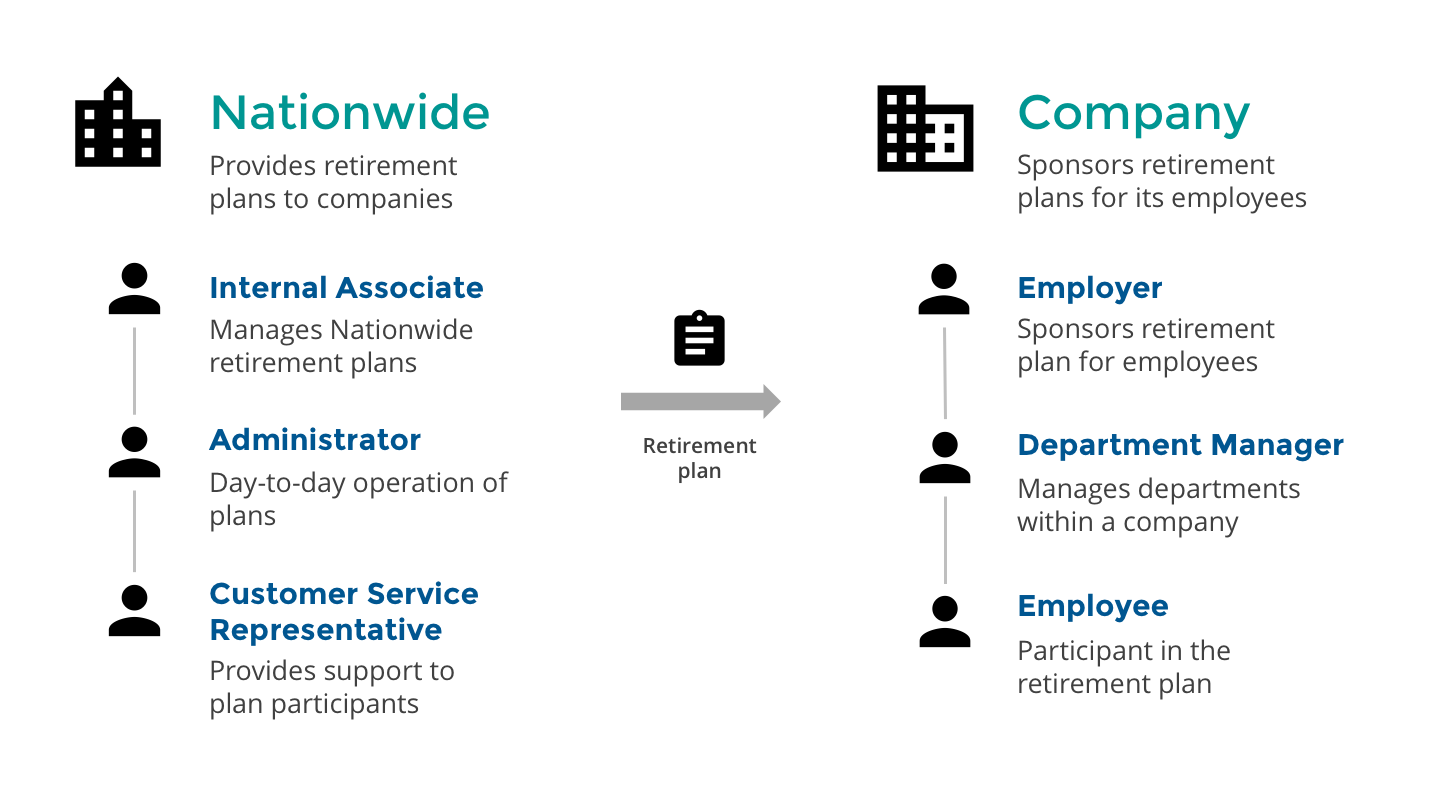 Nationwide
Provides retirement
plans to companies
Internal Associate
Manages Nationwide
retirement plans
Administrator
Day-to-day operation of
plans
Customer Service
Representative
Provides support to
plan participants
Retirement
plan
Company
Sponsors retirement
plans for its employees
Employer
Sponsors retirement
plan for employees
Department Manager
Manages departments
within a company
Employee
Participant in the
retirement plan